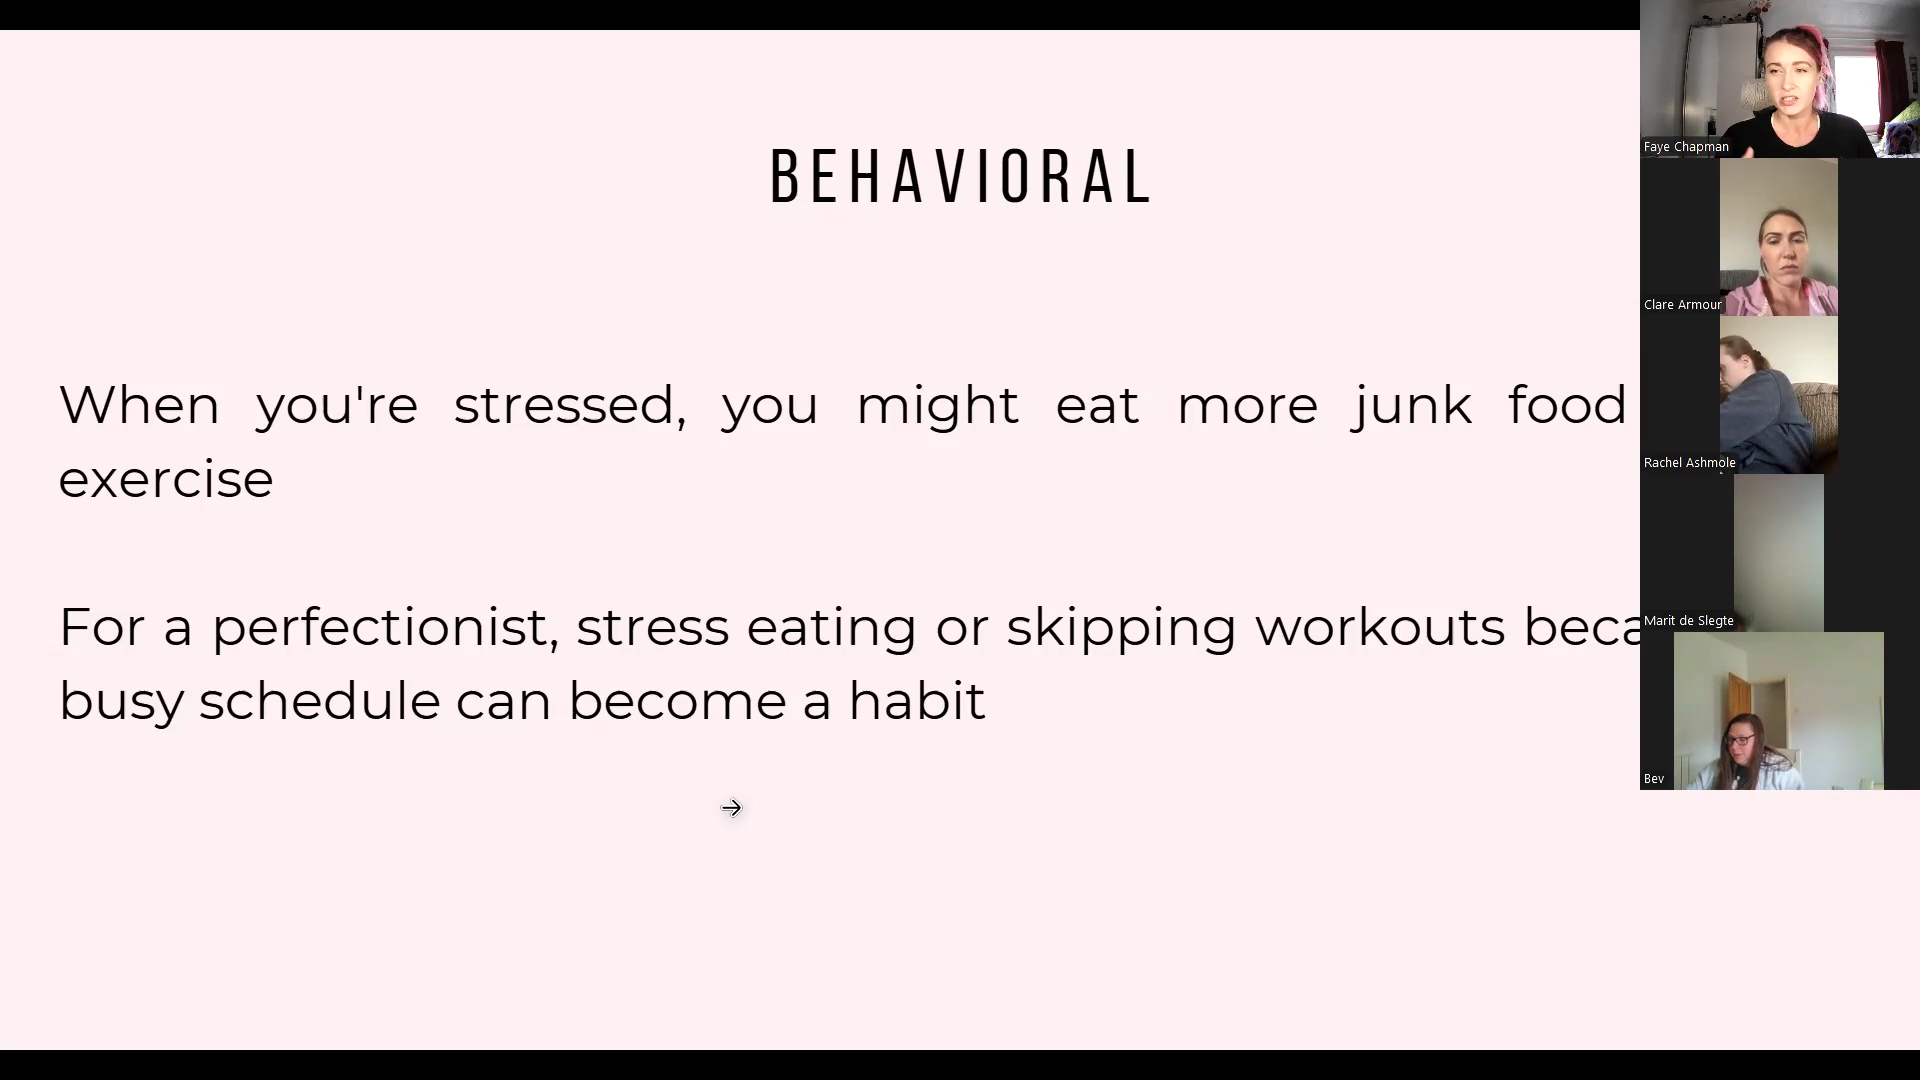 BEHAVIORAL
When you're stressed, you might eat more junk food
exercise
For a perfectionist, stress eating or skipping workouts beca
busy schedule can become a habit
Faye Chapman
Clare Armour
Rachel Ashmole
Marit de Slegte
Bev